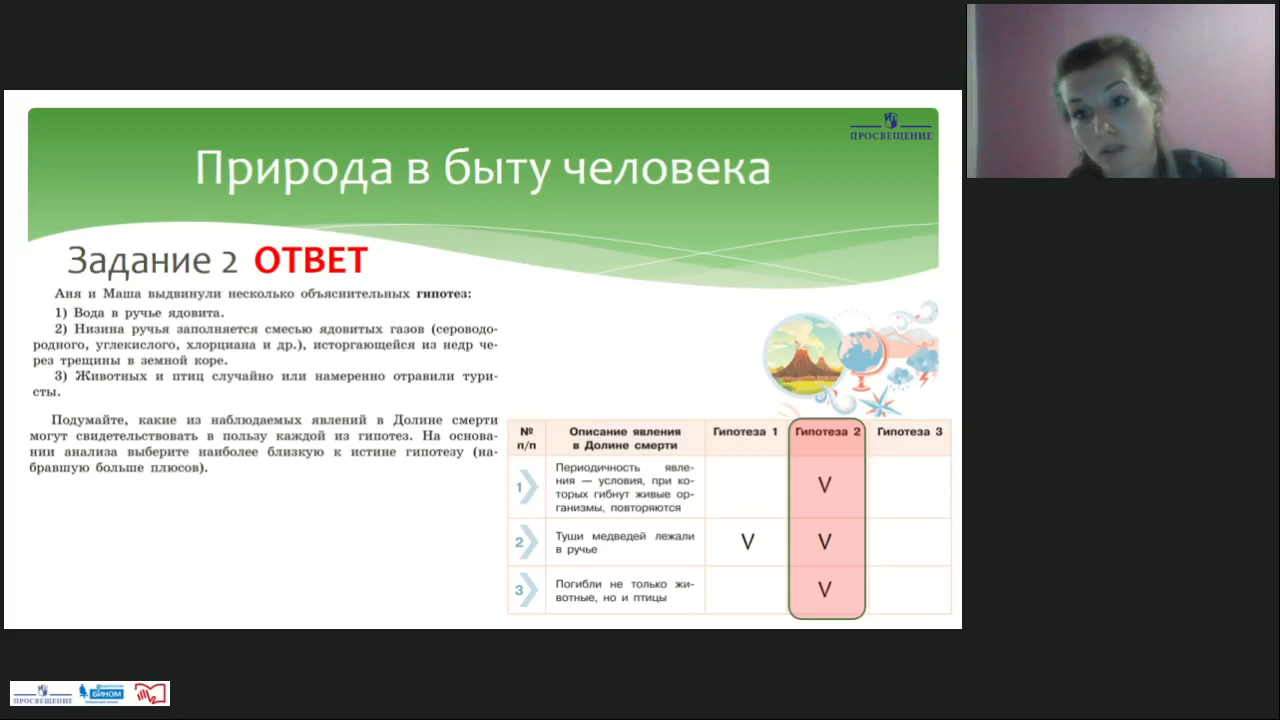 ПРОСВЕЩЕНИЕ
Природа в быту человека
Задание 2 ОТВЕТ
Аня и Маша выдвинули несколько объяснительных гипотез:
1) Вода в ручье ядовита.
2) Низина ручья заполняется смесью ядовитых газов (сероводо-
родного, углекислого, хлорциана и др.), исторгающейся из недр че-
рез трещины в земной коре.
3) Животных и птиц случайно или намеренно отравили тури-
сты.
Подумайте, какие из наблюдаемых явлений в Долине смерти
могут свидетельствовать в пользу каждой из гипотез. На основа-
нии анализа выберите наиболее близкую к истине гипотезу (на-
бравшую больше плюсов).
№ п/п
Описание явления
в Долине смерти
Гипотеза 1
Гипотеза 2
Гипотеза 3
1
Периодичность явле-
ния — условия, при ко-
торых гибнут живые ор-
ганизмы, повторяются
V
2
Туши медведей лежали
в ручье
V
V
3
Погибли не только жи-
вотные, но и птицы
V
ПРОСВЕЩЕНИЕ
БИНОМ